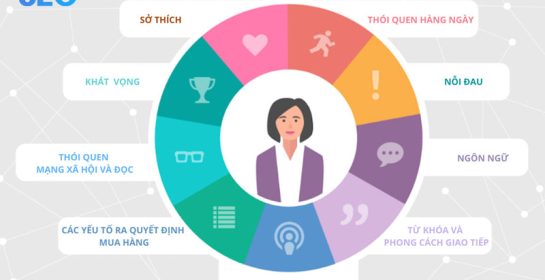 SỞ THÍCH
THÓI QUEN HÀNG NGÀY
KHÁT VỌNG
NỖI ĐAU
THÓI QUEN
MẠNG XÃ HỘI VÀ ĐỌC
NGÔN NGỮ
CÁC YẾU TỐ RA QUYẾT ĐỊNH
MUA HÀNG
TỪ KHÓA VÀ
PHONG CÁCH GIAO TIẾP